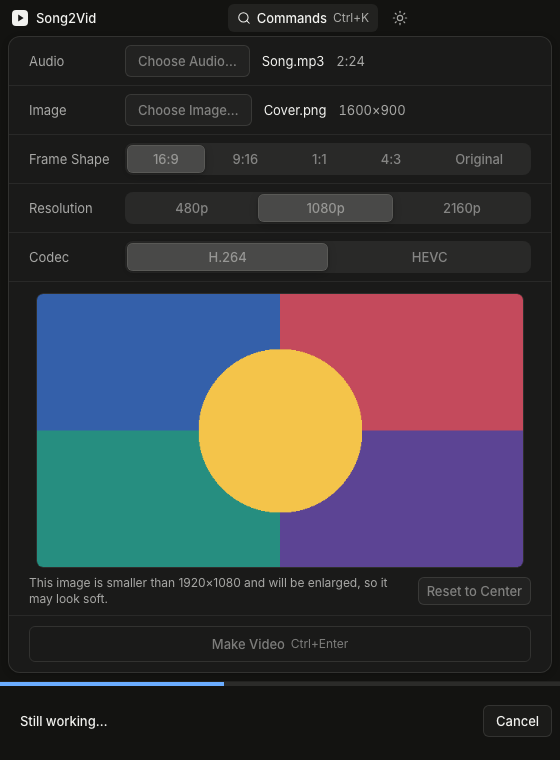 Song2Vid
Commands Ctrl+K
Audio Choose Audio... Song.mp3 2:24
Image Choose Image... Cover.png 1600×900
Frame Shape 16:9 9:16 1:1 4:3 Original
Resolution 480p 1080p 2160p
Codec H.264 HEVC
This image is smaller than 1920×1080 and will be enlarged, so it
may look soft.
Reset to Center
Make Video Ctrl+Enter
Still working...
Cancel